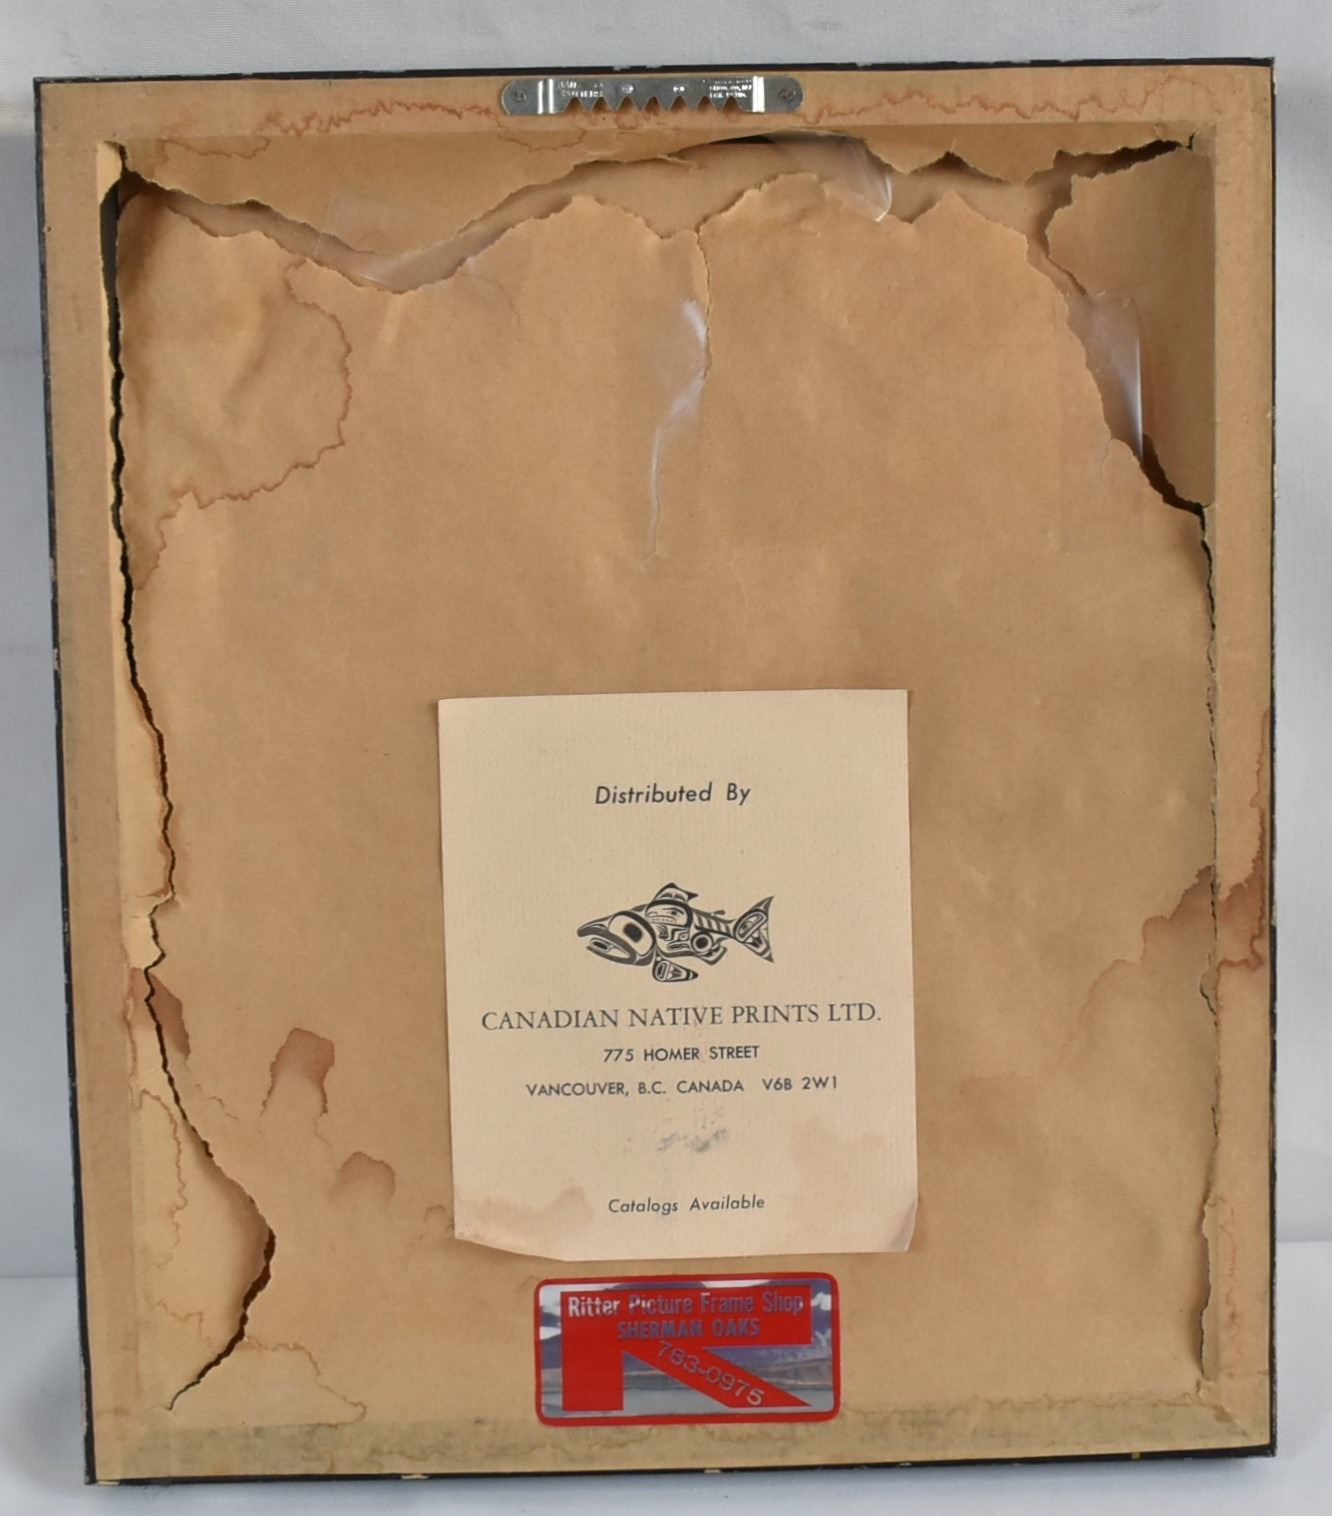 Distributed By
CANADIAN NATIVE PRINTS LTD.
775 HOMER STREET
VANCOUVER, B.C. CANADA V6B 2W1
Catalogs Available
Ritter Picture Frame Shop
SHERMAN OAKS
783-0975